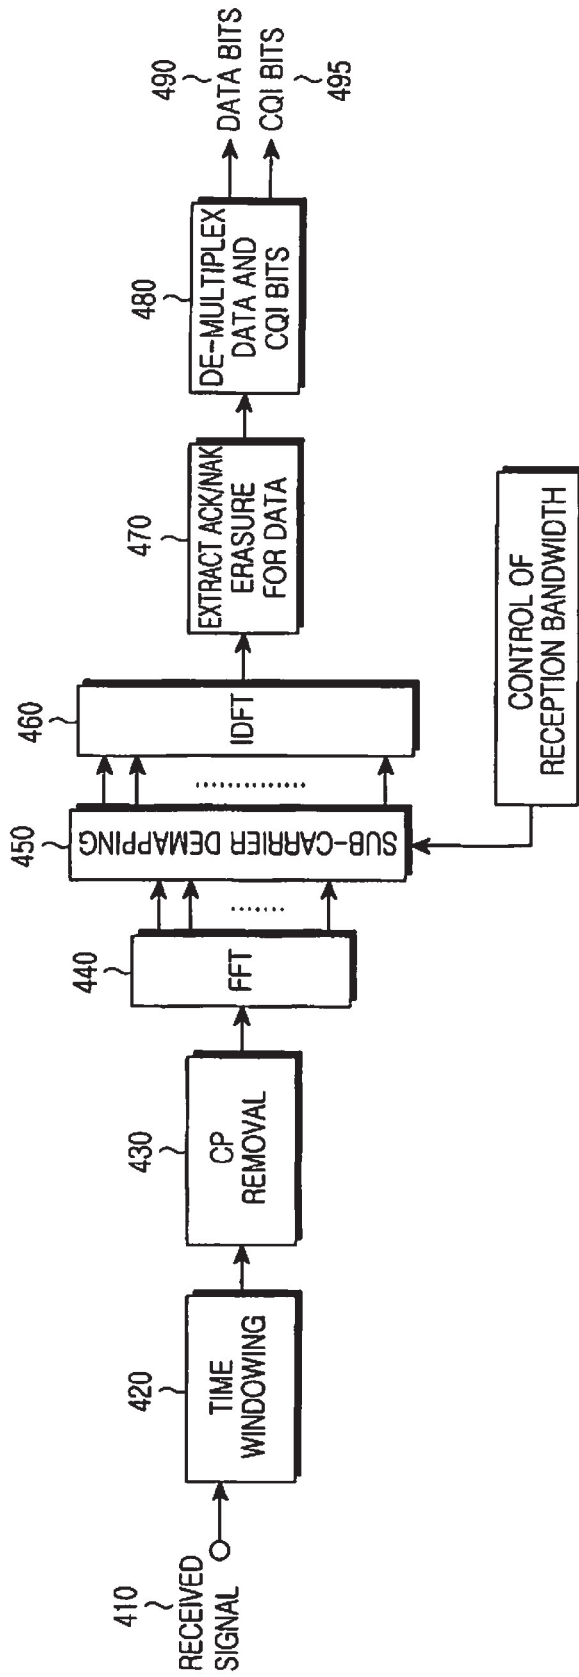 410
RECEIVED
SIGNAL
420
TIME
WINDOWING
430
CP
REMOVAL
440
FFT
450
SUB-CARRIER DEMAPPING
CONTROL OF
RECEPTION BANDWIDTH
460
IDFT
470
EXTRACT ACK/NAK
ERASURE
FOR DATA
480
DE-MULTIPLEX
DATA AND
CQI BITS
490
DATA BITS
CQI BITS
495